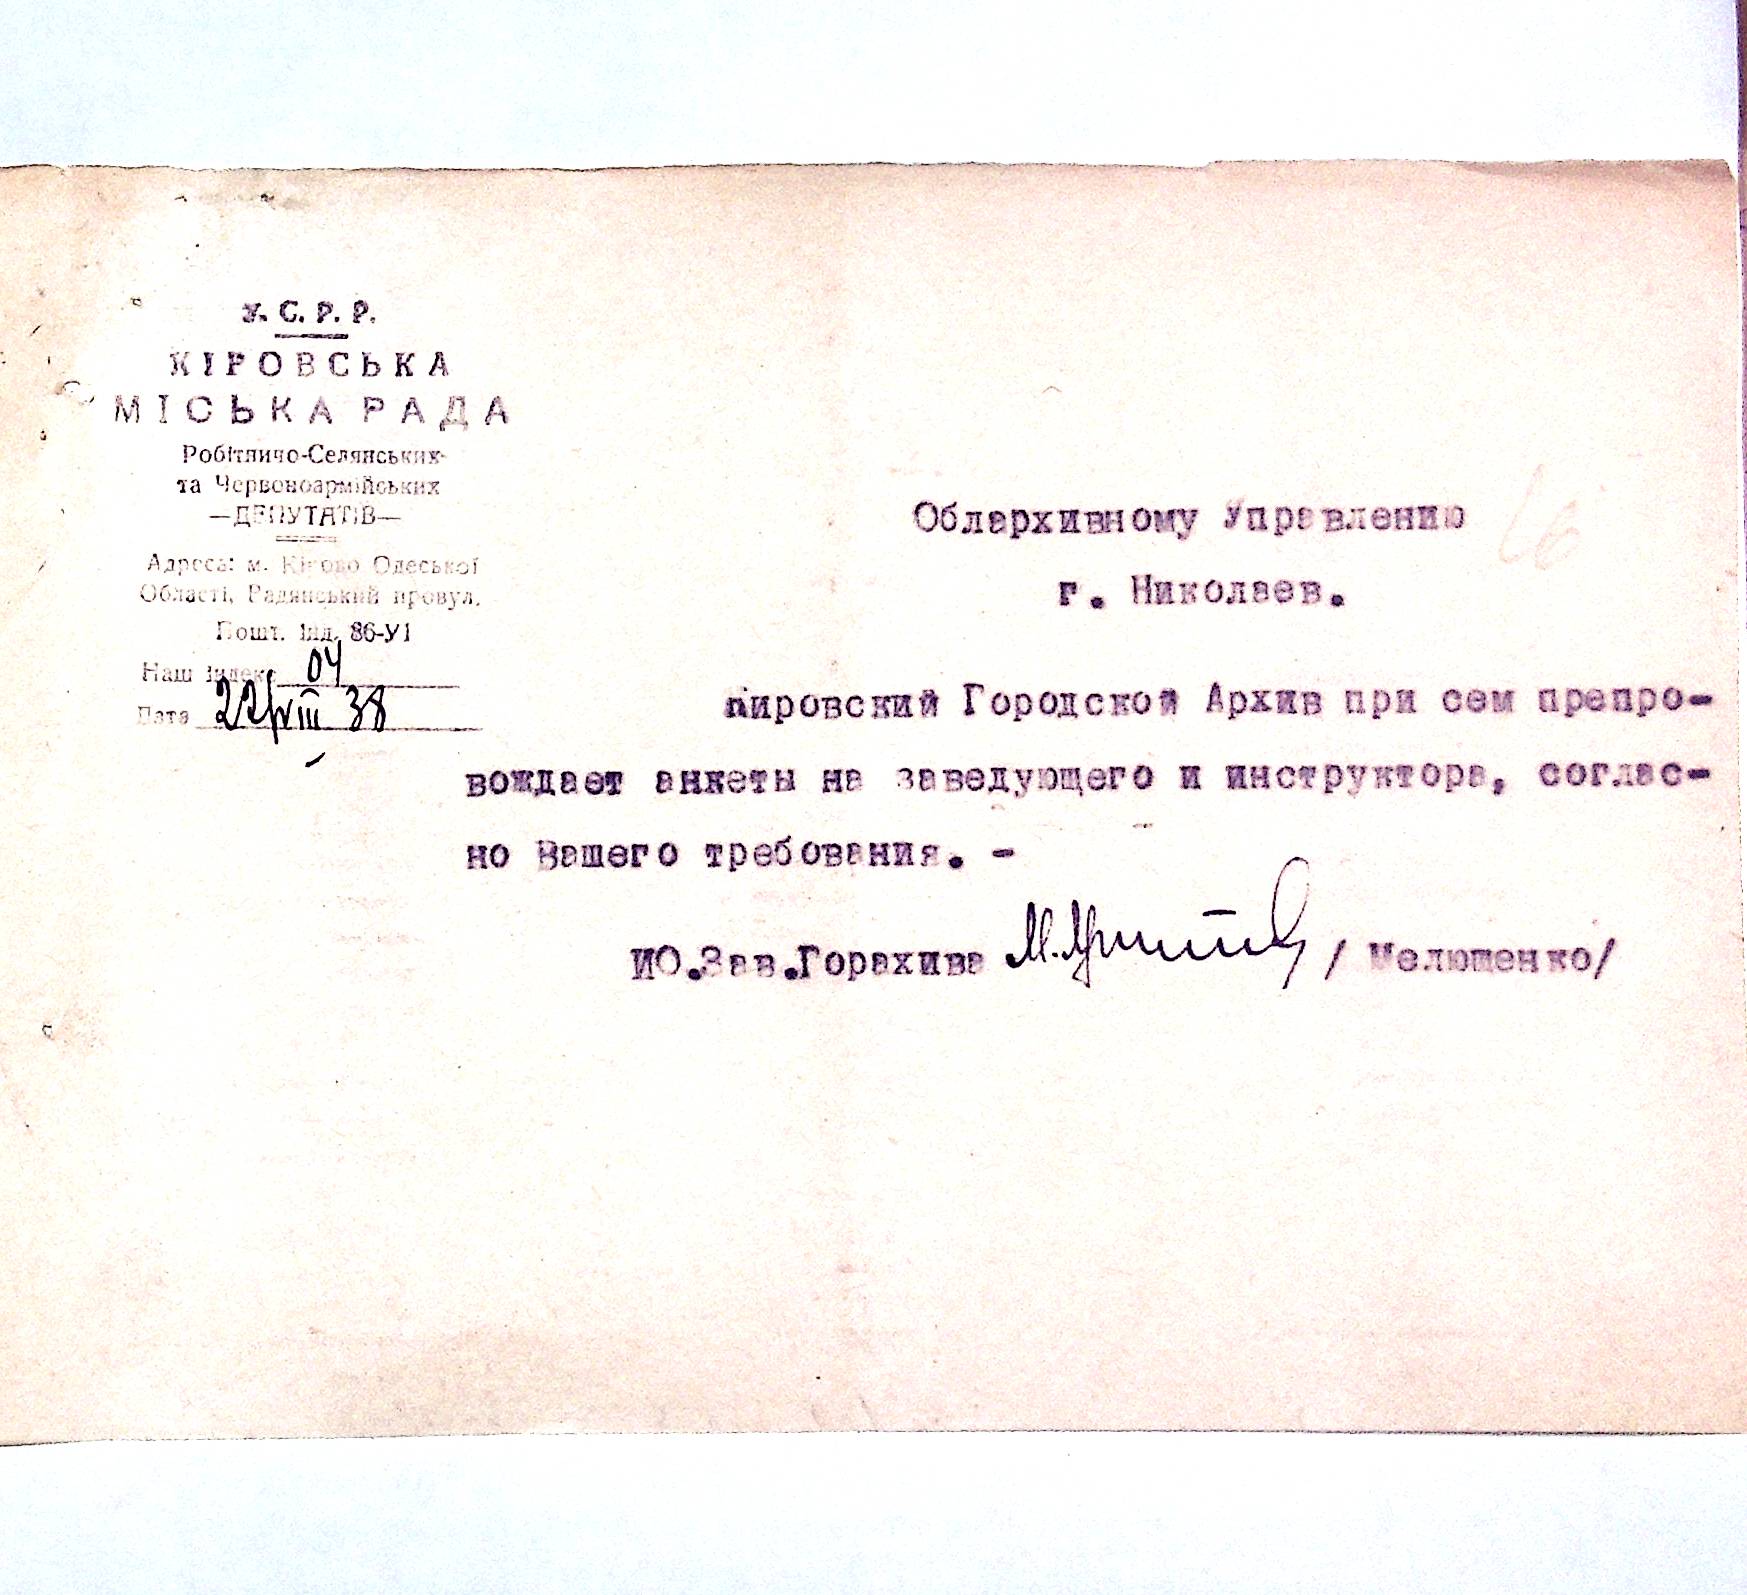 У. С. Р. Р.
КІРОВСЬКА
МІСЬКА РАДА
Робітничо-Селянських-
та Червоноармійських
—ДЕПУТАТІВ—
Адреса: м. Кірово Одеської
Області, Радянський провул.
Пошт. інд. 86-У1
Наш індекс 04
Дата 22/VIII 38
16
Облархивному Управлению
г. Николаев.
Кировский Городской Архив при сем препро-
вождает анкеты на заведующего и инструктора, соглас-
но Вашего требования. -
ИО.Зав.Горахива / Мелющенко/